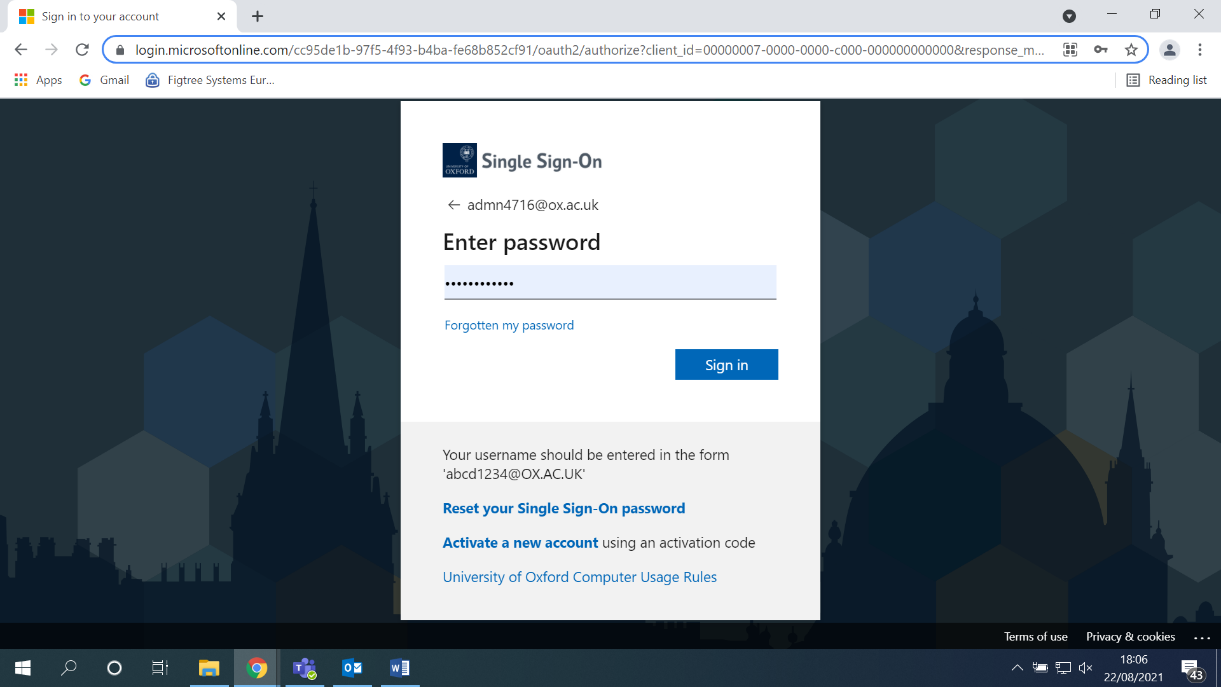 Sign in to your account
login.microsoftonline.com/cc95de1b-97f5-4f93-b4ba-fe68b852cf91/oauth2/authorize?client_id=00000007-0000-0000-c000-000000000000&response_m...
Apps Gmail Figtree Systems Eur... Reading list
UNIVERSITY OF
OXFORD
Single Sign-On
admn4716@ox.ac.uk
Enter password
••••••••••••
Forgotten my password
Sign in
Your username should be entered in the form
'abcd1234@OX.AC.UK'
Reset your Single Sign-On password
Activate a new account using an activation code
University of Oxford Computer Usage Rules
Terms of use Privacy & cookies ...
18:06
22/08/2021
43